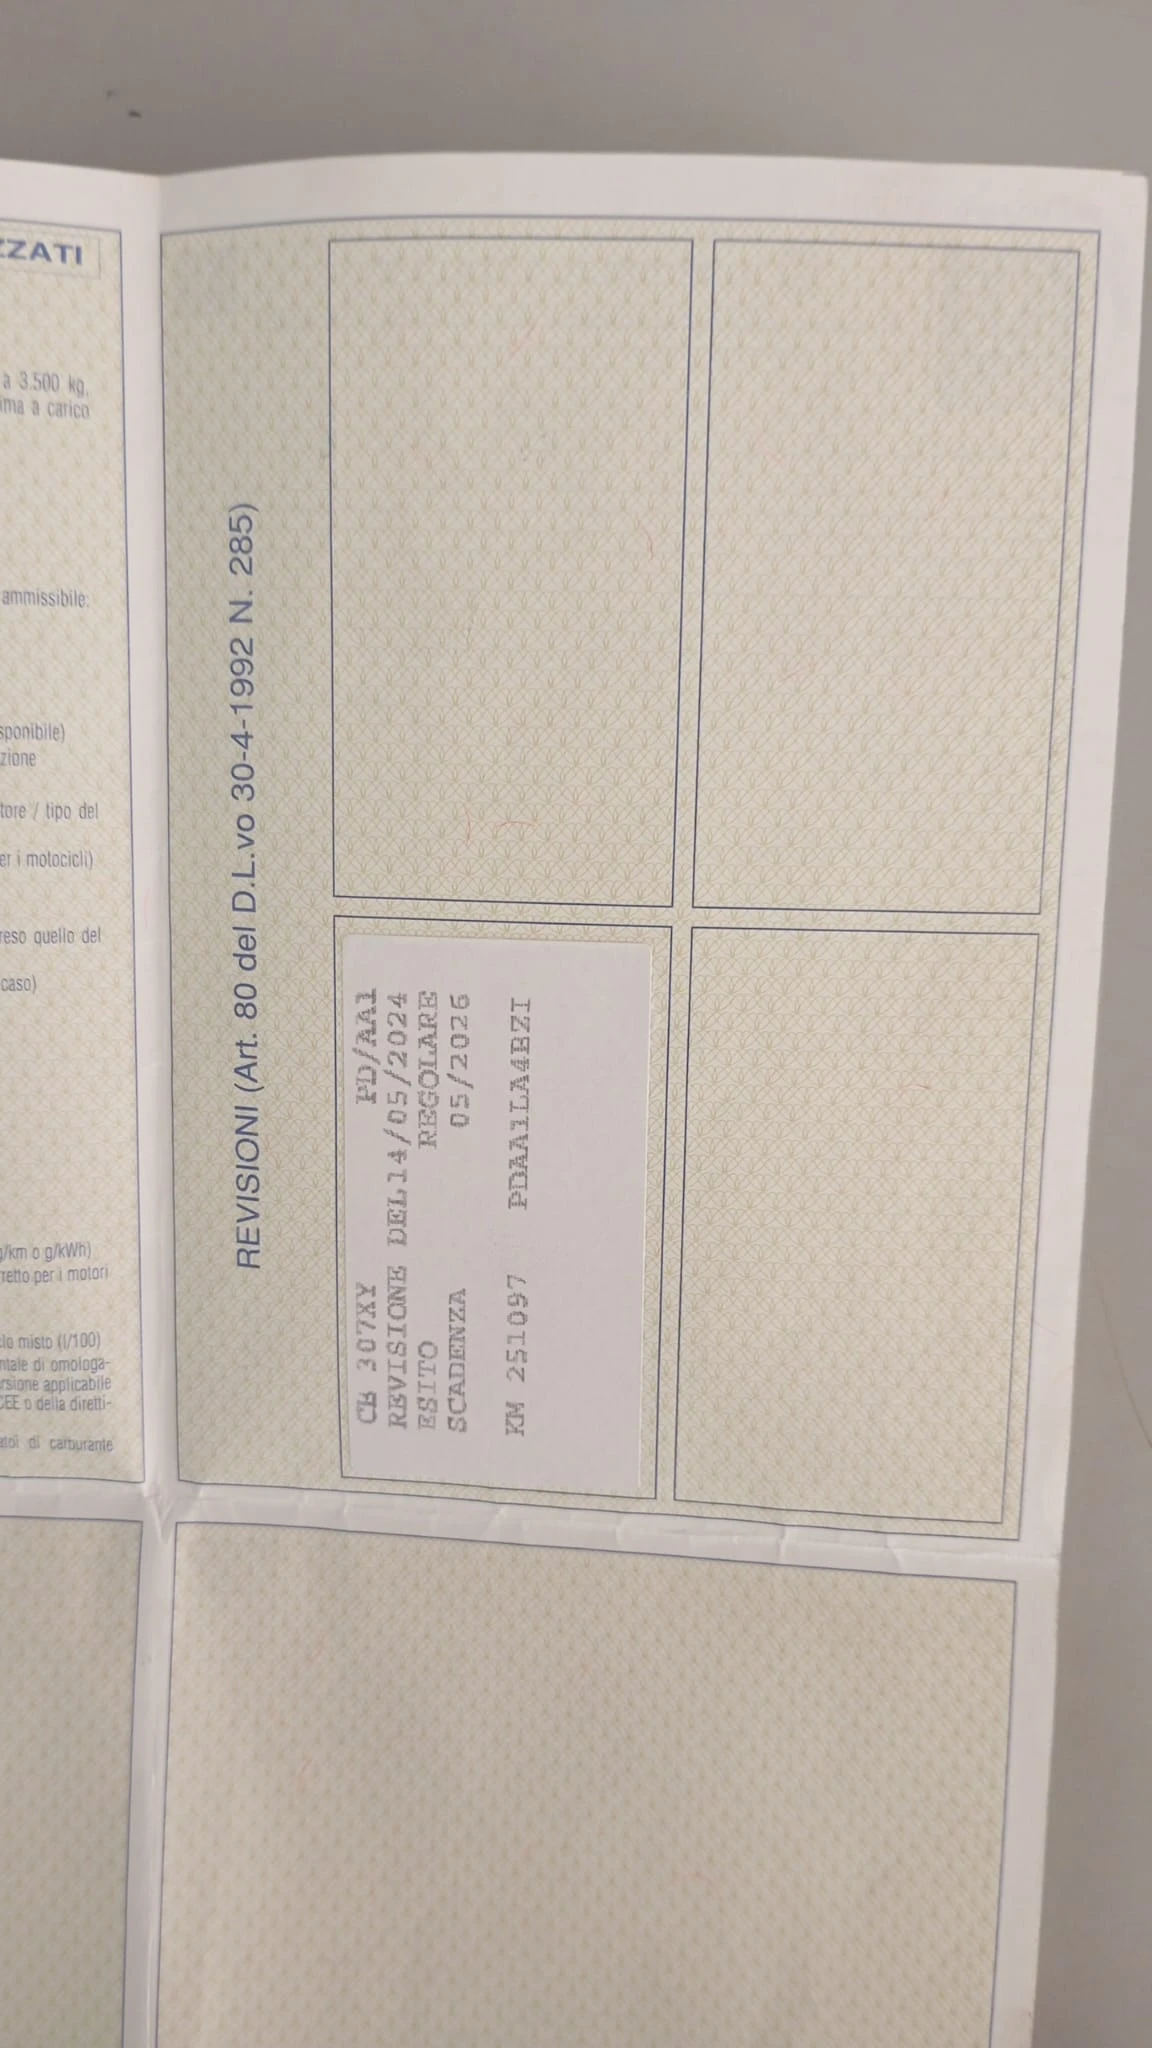 ZZATI
a 3.500 kg,
ima a carico
ammissibile:
sponibile)
zione
tore / tipo del
er i motocicli)
reso quello del
caso)
g/km o g/kWh)
retto per i motori
clo misto (l/100)
ntale di omologa-
rsione applicabile
CEE o della diretti-
atoi di carburante
REVISIONI (Art. 80 del D.L.vo 30-4-1992 N. 285)
CB 307XY PD/AA1
REVISIONE DEL14/05/2024
ESITO REGOLARE
SCADENZA 05/2026
KM 251097 PDAA1LA4BZI